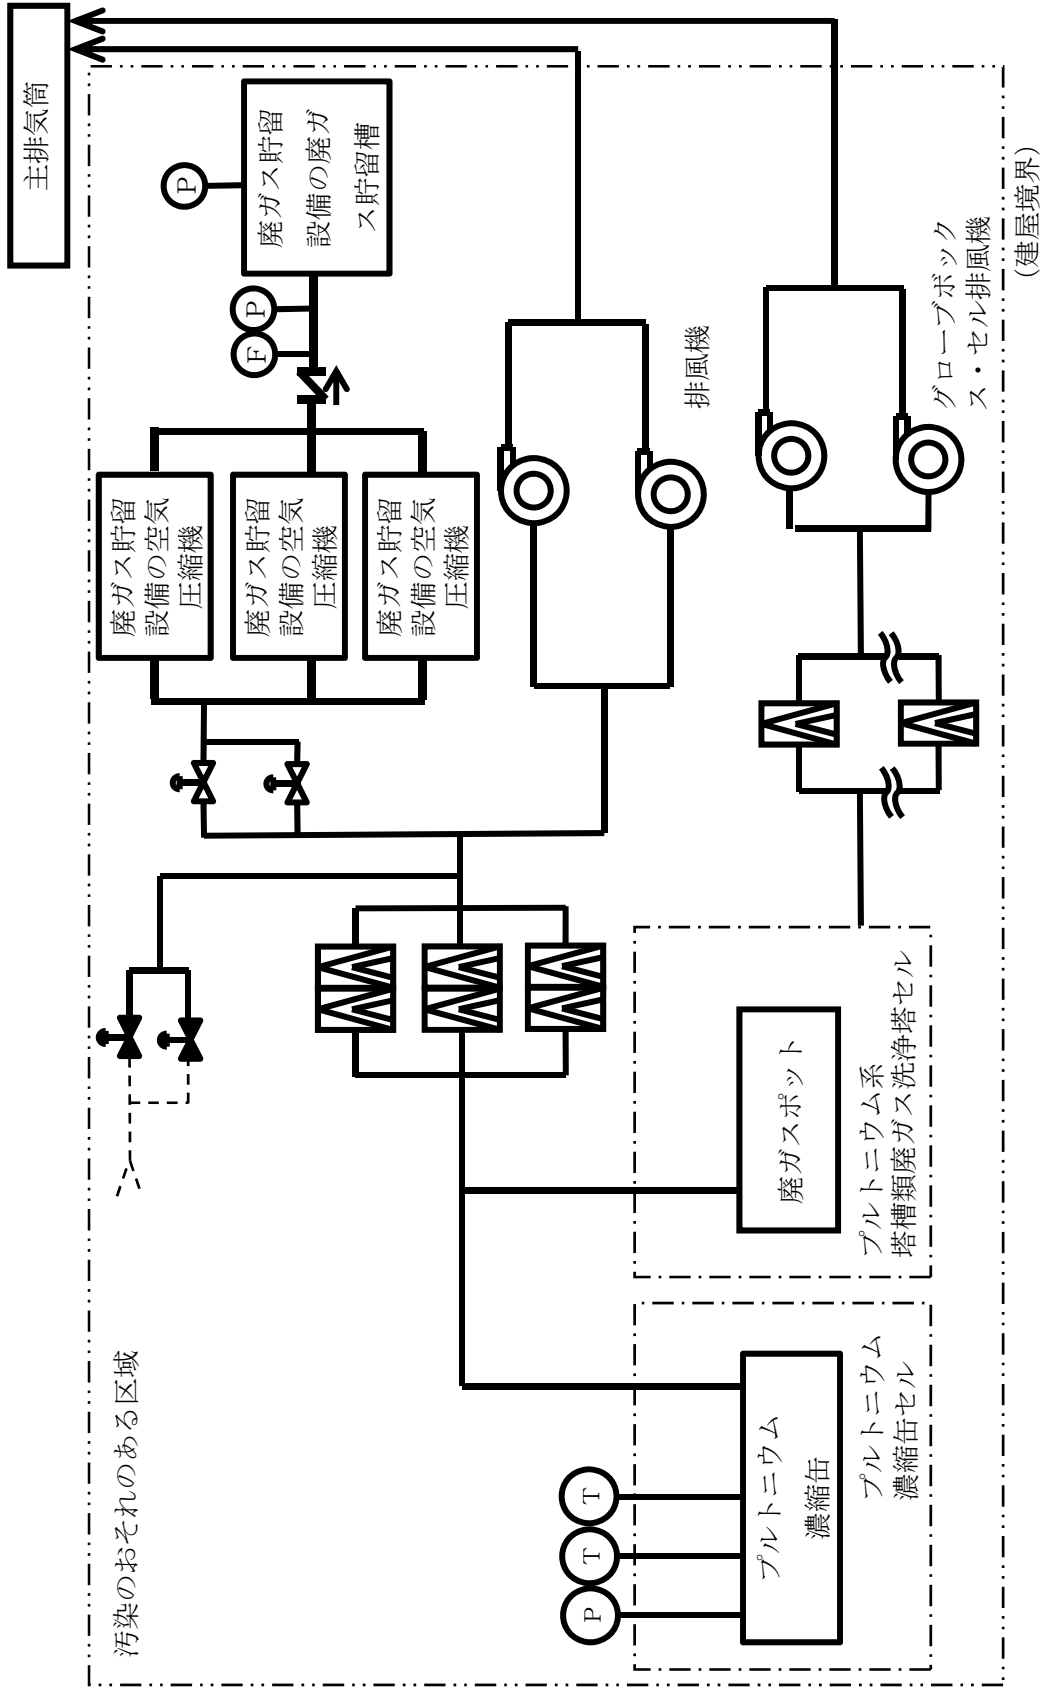 主排気筒
P
廃ガス貯留
設備の廃ガ
ス貯留槽
P
F
廃ガス貯留
設備の空気
圧縮機
廃ガス貯留
設備の空気
圧縮機
廃ガス貯留
設備の空気
圧縮機
排風機
グローブボック
ス・セル排風機
(建屋境界)
廃ガスポット
プルトニウム系
塔槽類廃ガス洗浄塔セル
汚染のおそれのある区域
T
T
P
プルトニウム
濃縮缶
プルトニウム
濃縮缶セル